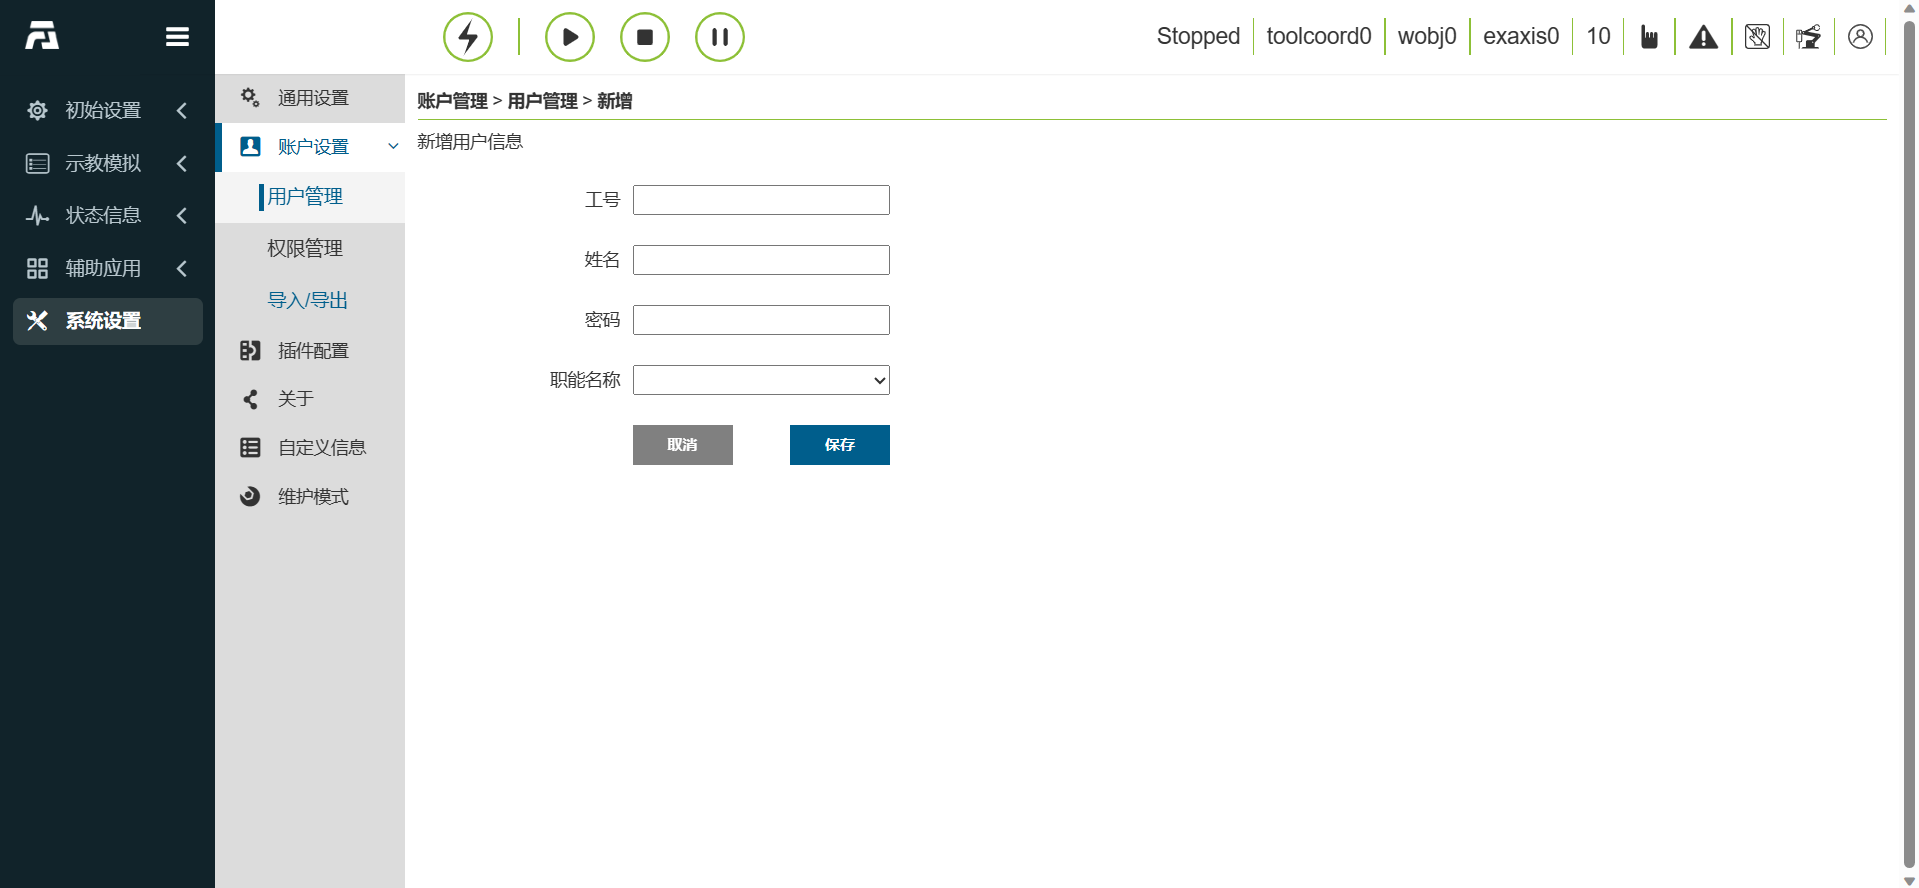 Stopped
toolcoord0
wobj0
exaxis0
10
初始设置
示教模拟
状态信息
辅助应用
系统设置
通用设置
账户设置
用户管理
权限管理
导入/导出
插件配置
关于
自定义信息
维护模式
账户管理 > 用户管理 > 新增
新增用户信息
工号
姓名
密码
职能名称
取消
保存